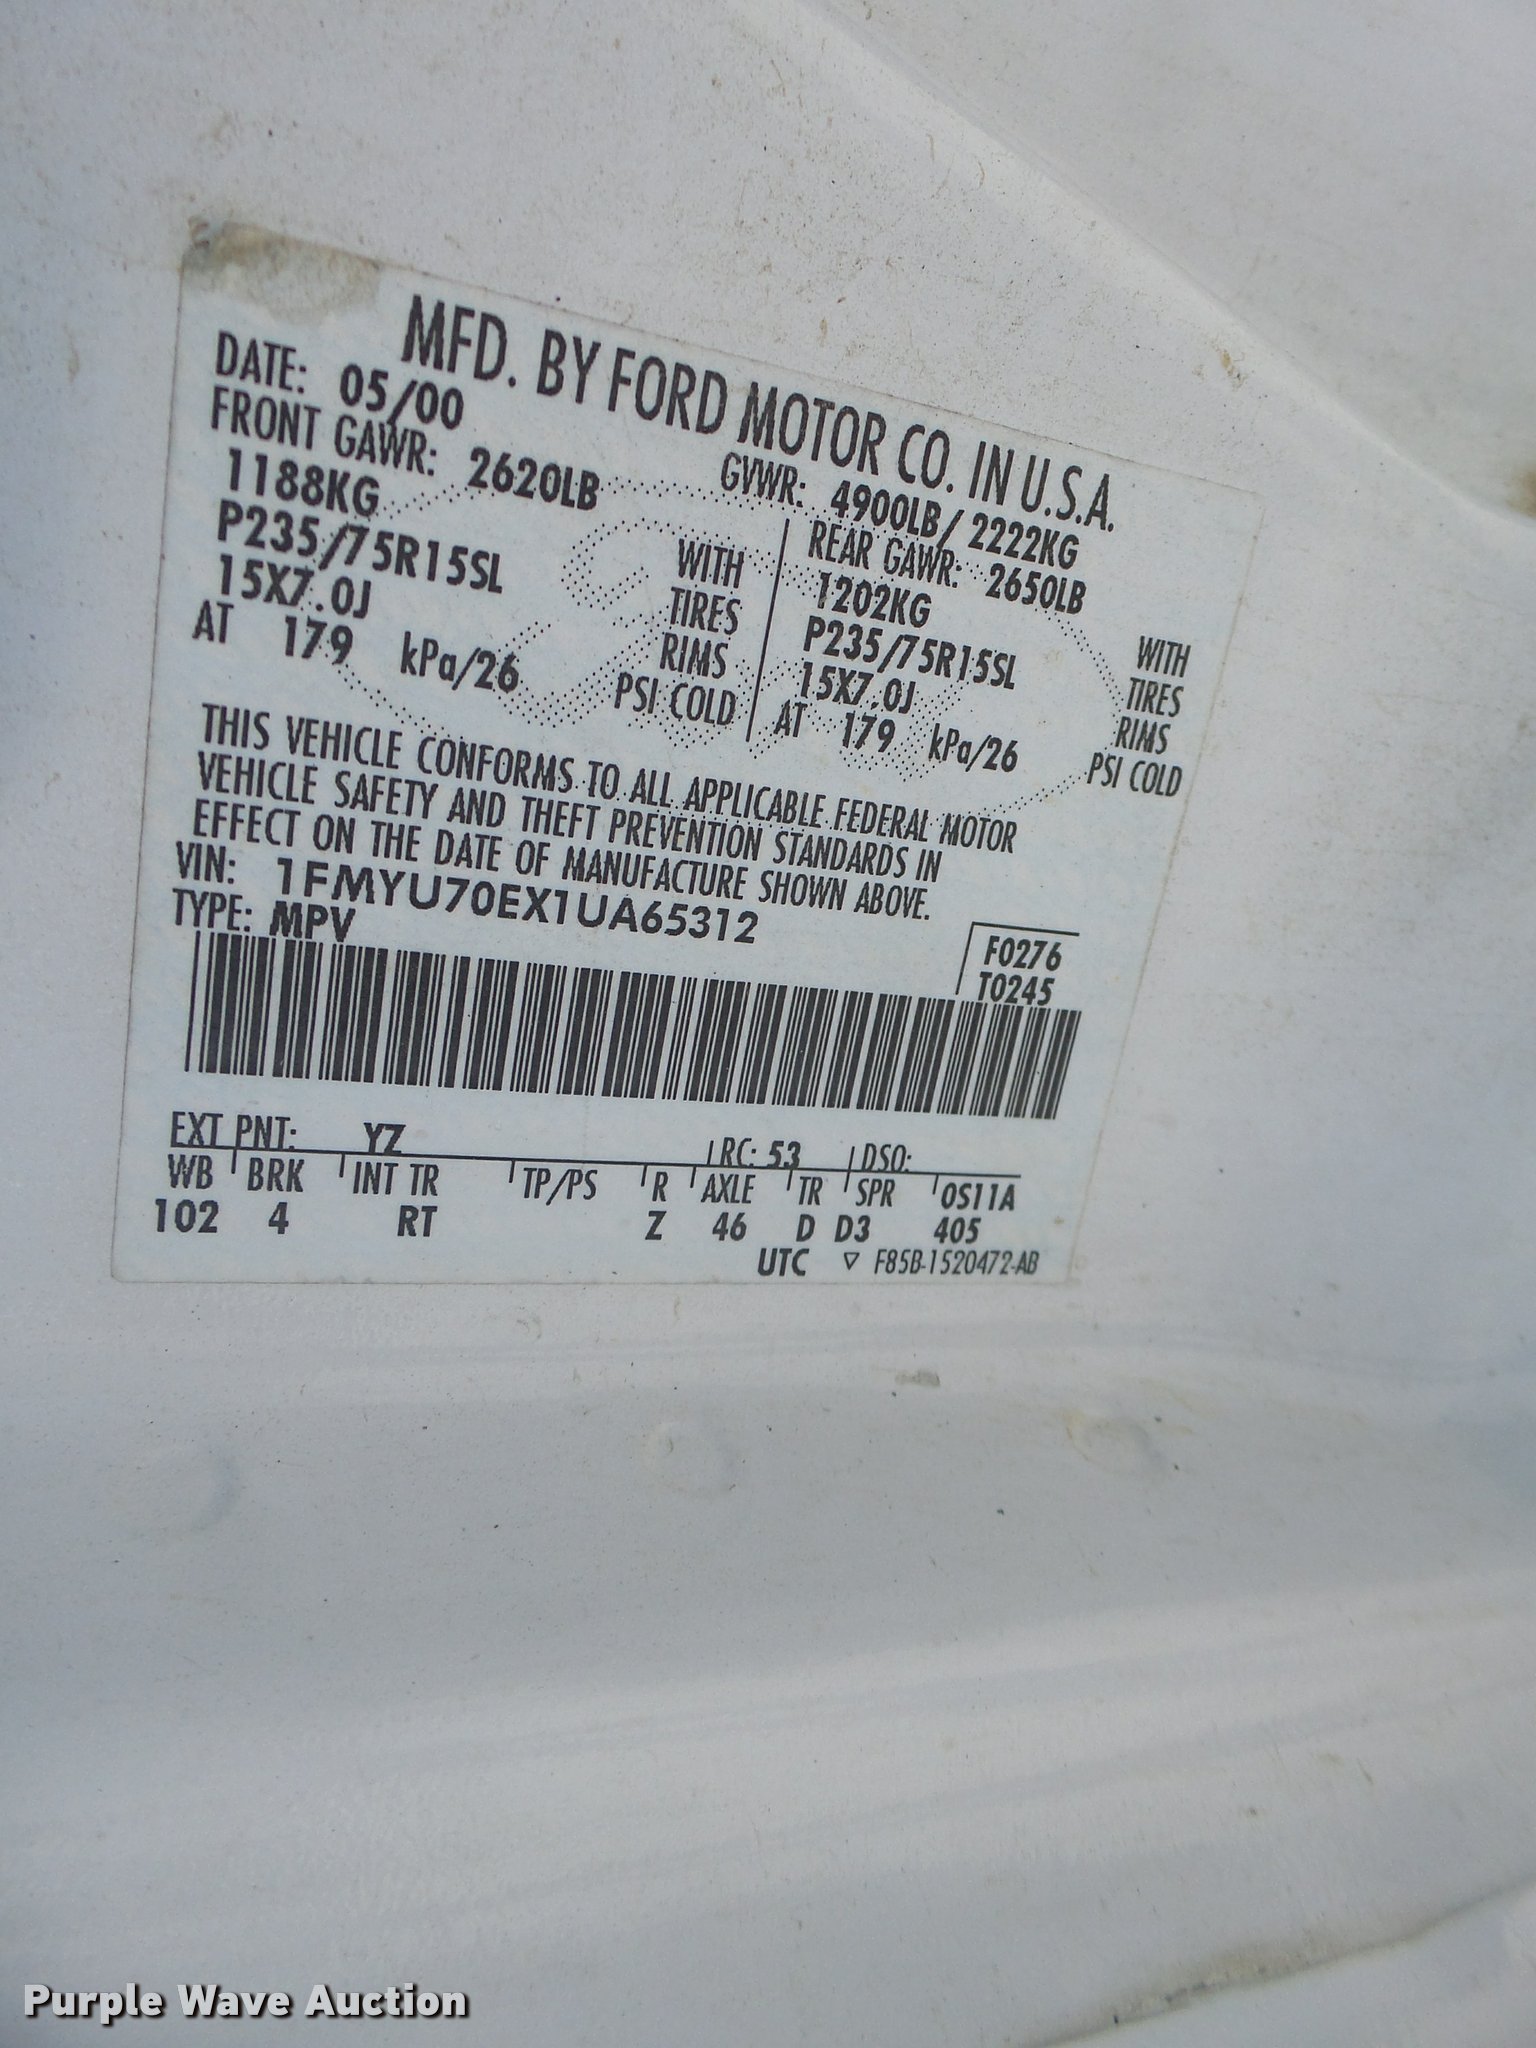 MFD. BY FORD MOTOR CO. IN U.S.A.
DATE: 05/00 GVWR: 4900LB/ 2222KG
FRONT GAWR: 2620LB REAR GAWR: 2650LB
1188KG WITH 1202KG WITH
P235/75R15SL TIRES P235/75R15SL TIRES
15X7.0J RIMS 15X7.0J RIMS
AT 179 kPa/26 PSI COLD AT 179 kPa/26 PSI COLD
THIS VEHICLE CONFORMS TO ALL APPLICABLE FEDERAL MOTOR
VEHICLE SAFETY AND THEFT PREVENTION STANDARDS IN
EFFECT ON THE DATE OF MANUFACTURE SHOWN ABOVE.
VIN: 1FMYU70EX1UA65312
TYPE: MPV
F0276
T0245
EXT PNT: YZ RC: 53 DSO:
WB BRK INT TR TP/PS R AXLE TR SPR OS11A
102 4 RT Z 46 D D3 405
UTC ▽ F85B-1520472-AB
Purple Wave Auction